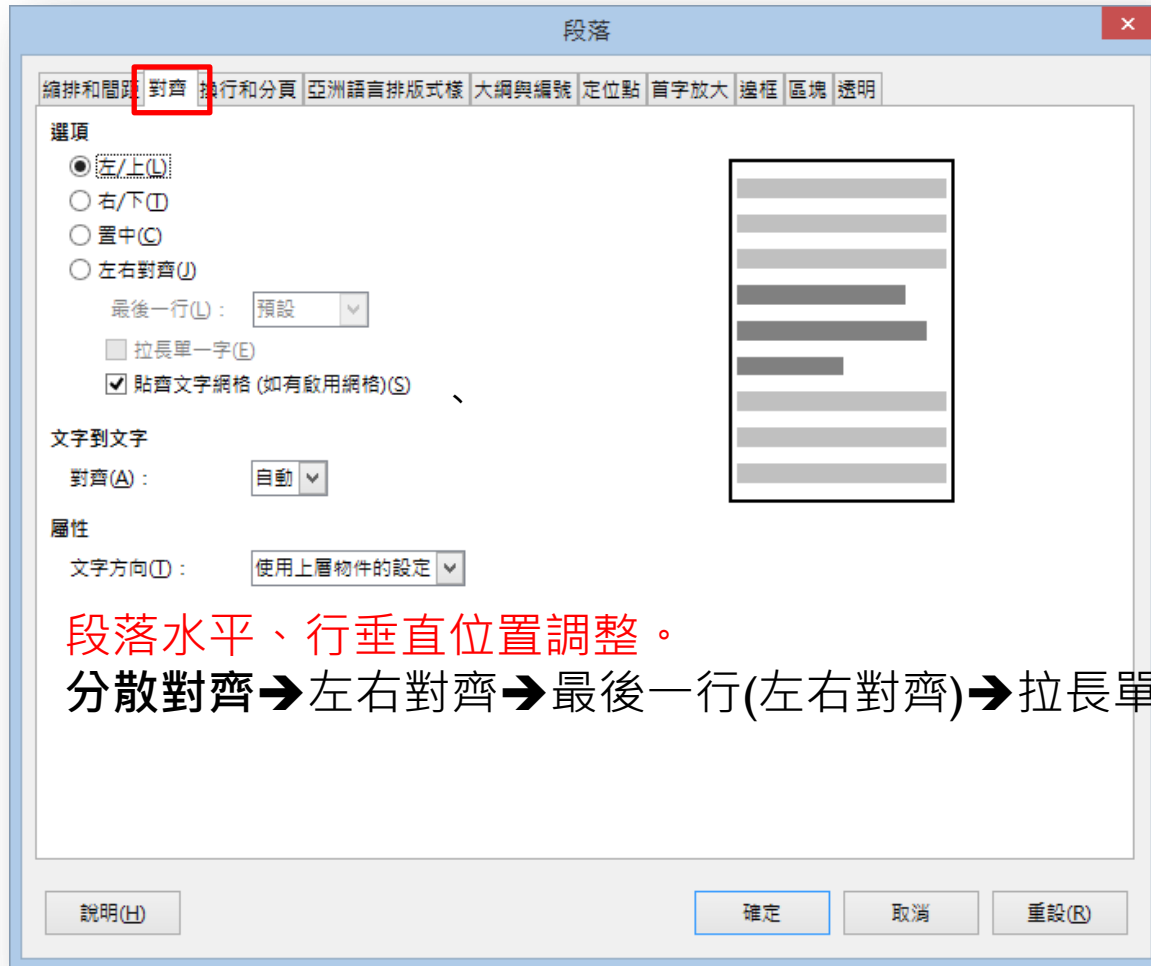 段落
縮排和間距 對齊 換行和分頁 亞洲語言排版式樣 大綱與編號 定位點 首字放大 邊框 區塊 透明
選項
左/上(L)
右/下(T)
置中(C)
左右對齊(J)
最後一行(L)： 預設
拉長單一字(E)
貼齊文字網格 (如有啟用網格)(S)
、
文字到文字
對齊(A)： 自動
屬性
文字方向(T)： 使用上層物件的設定
段落水平、行垂直位置調整。
分散對齊➔左右對齊➔最後一行(左右對齊)➔拉長單
說明(H) 確定 取消 重設(R)